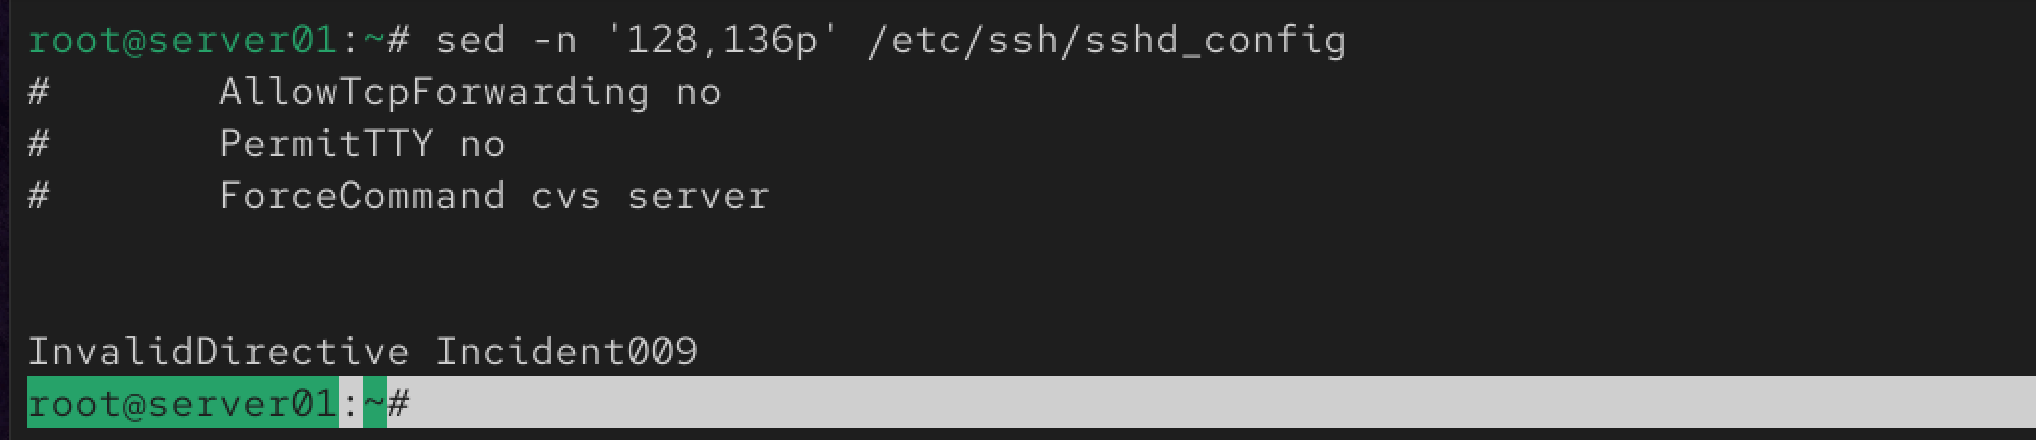 root@server01:~# sed -n '128,136p' /etc/ssh/sshd_config
#       AllowTcpForwarding no
#       PermitTTY no
#       ForceCommand cvs server
InvalidDirective Incident009
root@server01:~#